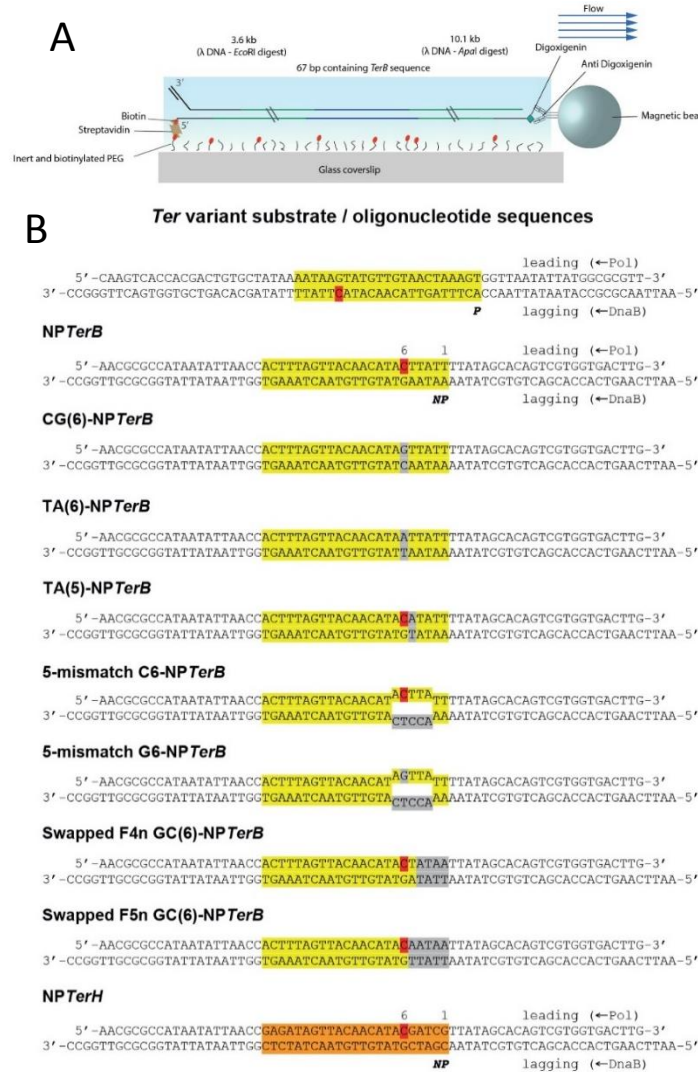 A
Flow
3.6 kb
10.1 kb
(λ DNA - EcoRI digest)
(λ DNA - ApaI digest)
Digoxigenin
67 bp containing TerB sequence
Anti Digoxigenin
3'
Biotin
5'
Streptavidin
Magnetic bea
Inert and biotinylated PEG
Glass coverslip
Ter variant substrate / oligonucleotide sequences
B
leading (←Pol)
5'-CAAGTCACCACGACTGTGCTATAAAATAAGTATGTTGTAACTAAAGTGGTTAATATTATGGCGCGTT-3'
3'-CCGGGTTCAGTGGTGCTGACACGATATTTTATTCATACAACATTGATTTCACCAATTATAATACCGCGCAATTAA-5'
P lagging (←DnaB)
NPTerB
6 1 leading (←Pol)
5'-AACGCGCCATAATATTAACCACTTTAGTTACAACATACTTATTTTATAGCACAGTCGTGGTGACTTG-3'
3'-CCGGTTGCGCGGTATTATAATTGGTGAAATCAATGTTGTATGAATAAAATATCGTGTCAGCACCACTGAACTTAA-5'
NP lagging (←DnaB)
CG(6)-NPTerB
5'-AACGCGCCATAATATTAACCACTTTAGTTACAACATAGTTATTTTATAGCACAGTCGTGGTGACTTG-3'
3'-CCGGTTGCGCGGTATTATAATTGGTGAAATCAATGTTGTATCAATAAAATATCGTGTCAGCACCACTGAACTTAA-5'
TA(6)-NPTerB
5'-AACGCGCCATAATATTAACCACTTTAGTTACAACATAATTATTTTATAGCACAGTCGTGGTGACTTG-3'
3'-CCGGTTGCGCGGTATTATAATTGGTGAAATCAATGTTGTATTAATAAAATATCGTGTCAGCACCACTGAACTTAA-5'
TA(5)-NPTerB
5'-AACGCGCCATAATATTAACCACTTTAGTTACAACATACATATTTTATAGCACAGTCGTGGTGACTTG-3'
3'-CCGGTTGCGCGGTATTATAATTGGTGAAATCAATGTTGTATGTATAAAATATCGTGTCAGCACCACTGAACTTAA-5'
5-mismatch C6-NPTerB
5'-AACGCGCCATAATATTAACCACTTTAGTTACAACATACTTATTTTATAGCACAGTCGTGGTGACTTG-3'
3'-CCGGTTGCGCGGTATTATAATTGGTGAAATCAATGTTGTACTCCAAAAATATCGTGTCAGCACCACTGAACTTAA-5'
5-mismatch G6-NPTerB
5'-AACGCGCCATAATATTAACCACTTTAGTTACAACATAGTTATTTTATAGCACAGTCGTGGTGACTTG-3'
3'-CCGGTTGCGCGGTATTATAATTGGTGAAATCAATGTTGTACTCCAAAAATATCGTGTCAGCACCACTGAACTTAA-5'
Swapped F4n GC(6)-NPTerB
5'-AACGCGCCATAATATTAACCACTTTAGTTACAACATACTATAATTATAGCACAGTCGTGGTGACTTG-3'
3'-CCGGTTGCGCGGTATTATAATTGGTGAAATCAATGTTGTATGATATTAATATCGTGTCAGCACCACTGAACTTAA-5'
Swapped F5n GC(6)-NPTerB
5'-AACGCGCCATAATATTAACCACTTTAGTTACAACATACAATAATTATAGCACAGTCGTGGTGACTTG-3'
3'-CCGGTTGCGCGGTATTATAATTGGTGAAATCAATGTTGTATGTTATTAATATCGTGTCAGCACCACTGAACTTAA-5'
NPTerH
6 1 leading (←Pol)
5'-AACGCGCCATAATATTAACCGAGATAGTTACAACATACGATCGTTATAGCACAGTCGTGGTGACTTG-3'
3'-CCGGTTGCGCGGTATTATAATTGGCTCTATCAATGTTGTATGCTAGCAATATCGTGTCAGCACCACTGAACTTAA-5'
NP lagging (←DnaB)